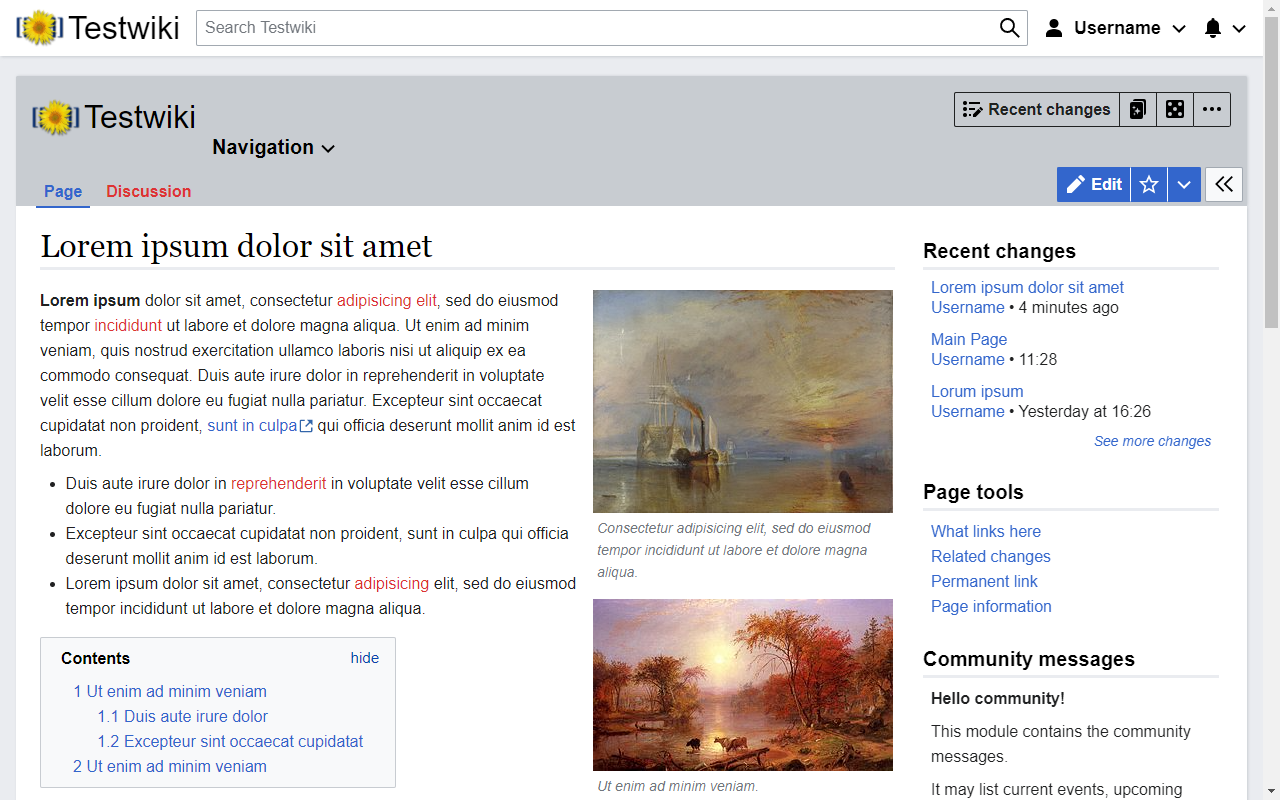 Testwiki
Search Testwiki
Username
Testwiki
Recent changes
Navigation
Page
Discussion
Edit
Lorem ipsum dolor sit amet
Lorem ipsum dolor sit amet, consectetur adipisicing elit, sed do eiusmod
tempor incididunt ut labore et dolore magna aliqua. Ut enim ad minim
veniam, quis nostrud exercitation ullamco laboris nisi ut aliquip ex ea
commodo consequat. Duis aute irure dolor in reprehenderit in voluptate
velit esse cillum dolore eu fugiat nulla pariatur. Excepteur sint occaecat
cupidatat non proident, sunt in culpa qui officia deserunt mollit anim id est
laborum.
Duis aute irure dolor in reprehenderit in voluptate velit esse cillum
dolore eu fugiat nulla pariatur.
Excepteur sint occaecat cupidatat non proident, sunt in culpa qui officia
deserunt mollit anim id est laborum.
Lorem ipsum dolor sit amet, consectetur adipisicing elit, sed do eiusmod
tempor incididunt ut labore et dolore magna aliqua.
Contents hide
1 Ut enim ad minim veniam
1.1 Duis aute irure dolor
1.2 Excepteur sint occaecat cupidatat
2 Ut enim ad minim veniam
Consectetur adipisicing elit, sed do eiusmod
tempor incididunt ut labore et dolore magna
aliqua.
Ut enim ad minim veniam.
Recent changes
Lorem ipsum dolor sit amet
Username • 4 minutes ago
Main Page
Username • 11:28
Lorum ipsum
Username • Yesterday at 16:26
See more changes
Page tools
What links here
Related changes
Permanent link
Page information
Community messages
Hello community!
This module contains the community
messages.
It may list current events, upcoming